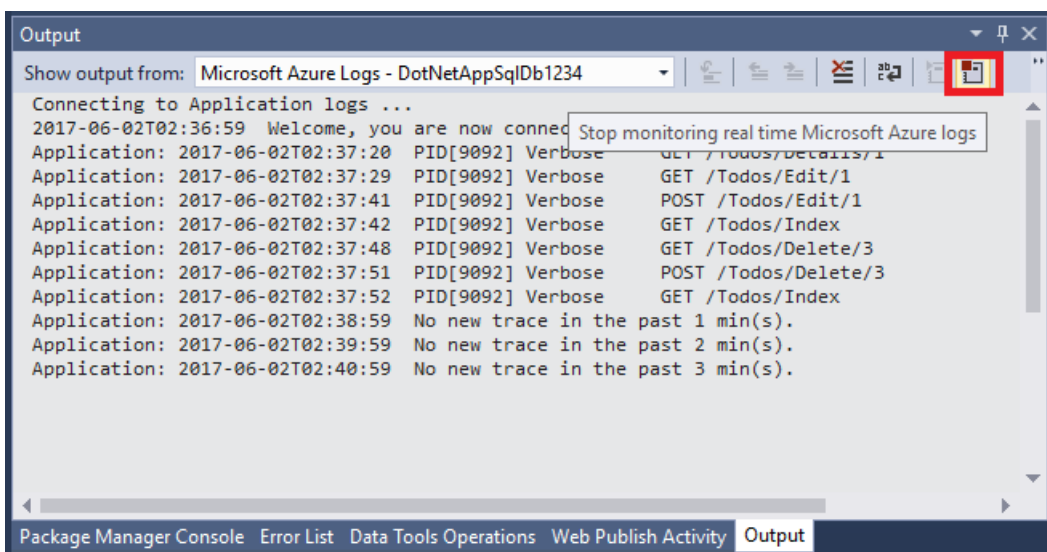 Output
Show output from: Microsoft Azure Logs - DotNetAppSqlDb1234
Connecting to Application logs ...
2017-06-02T02:36:59 Welcome, you are now connec
Stop monitoring real time Microsoft Azure logs
Application: 2017-06-02T02:37:20 PID[9092] Verbose GET /Todos/Details/1
Application: 2017-06-02T02:37:29 PID[9092] Verbose GET /Todos/Edit/1
Application: 2017-06-02T02:37:41 PID[9092] Verbose POST /Todos/Edit/1
Application: 2017-06-02T02:37:42 PID[9092] Verbose GET /Todos/Index
Application: 2017-06-02T02:37:48 PID[9092] Verbose GET /Todos/Delete/3
Application: 2017-06-02T02:37:51 PID[9092] Verbose POST /Todos/Delete/3
Application: 2017-06-02T02:37:52 PID[9092] Verbose GET /Todos/Index
Application: 2017-06-02T02:38:59 No new trace in the past 1 min(s).
Application: 2017-06-02T02:39:59 No new trace in the past 2 min(s).
Application: 2017-06-02T02:40:59 No new trace in the past 3 min(s).
Package Manager Console Error List Data Tools Operations Web Publish Activity Output